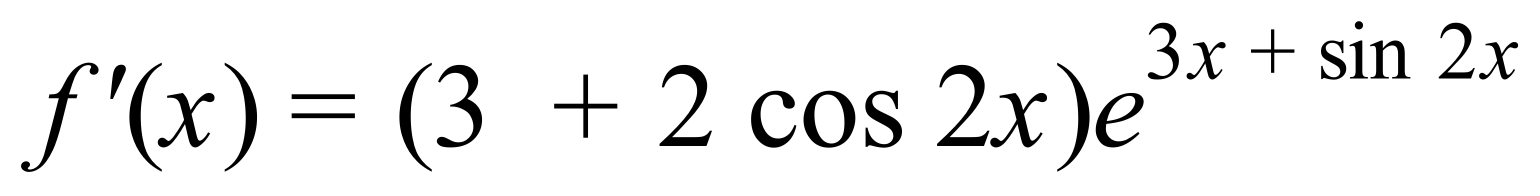 f′(x) = (3 + 2 cos 2x)e^{3x + sin 2x}